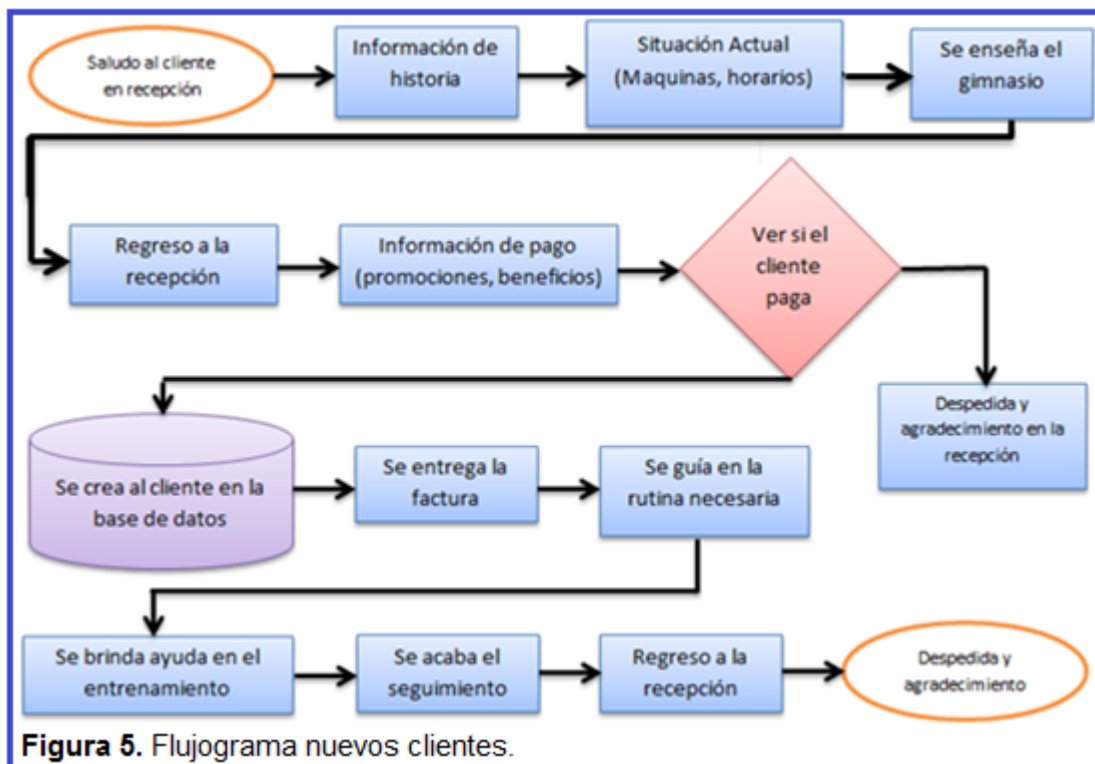 Saludo al cliente
en recepción
Información de
historia
Situación Actual
(Maquinas, horarios)
Se enseña el
gimnasio
Regreso a la
recepción
Información de pago
(promociones, beneficios)
Ver si el
cliente
paga
Despedida y
agradecimiento en la
recepción
Se crea al cliente en la
base de datos
Se entrega la
factura
Se guía en la
rutina necesaria
Se brinda ayuda en el
entrenamiento
Se acaba el
seguimiento
Regreso a la
recepción
Despedida y
agradecimiento
Figura 5. Flujograma nuevos clientes.